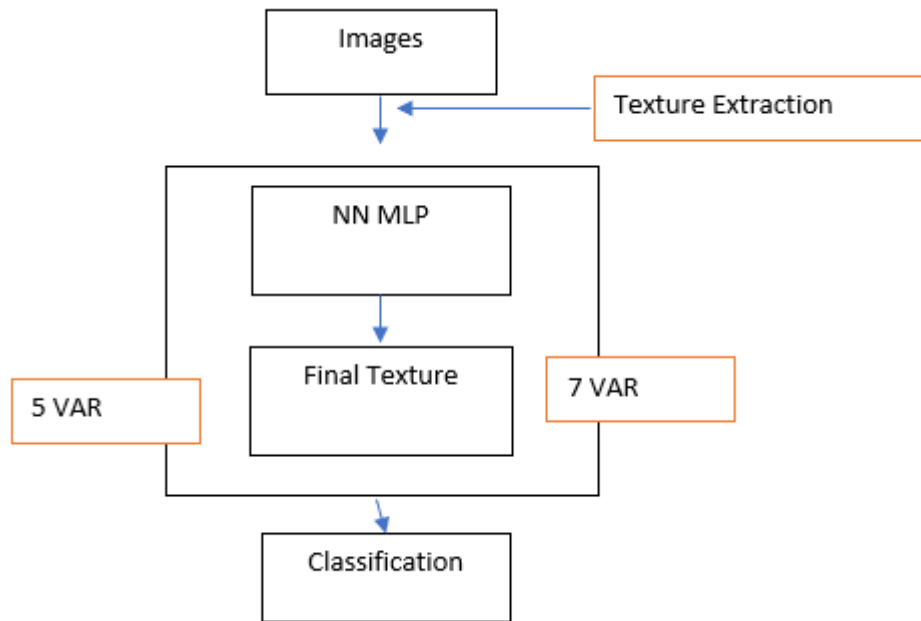 Images
Texture Extraction
NN MLP
Final Texture
7 VAR
5 VAR
Classification